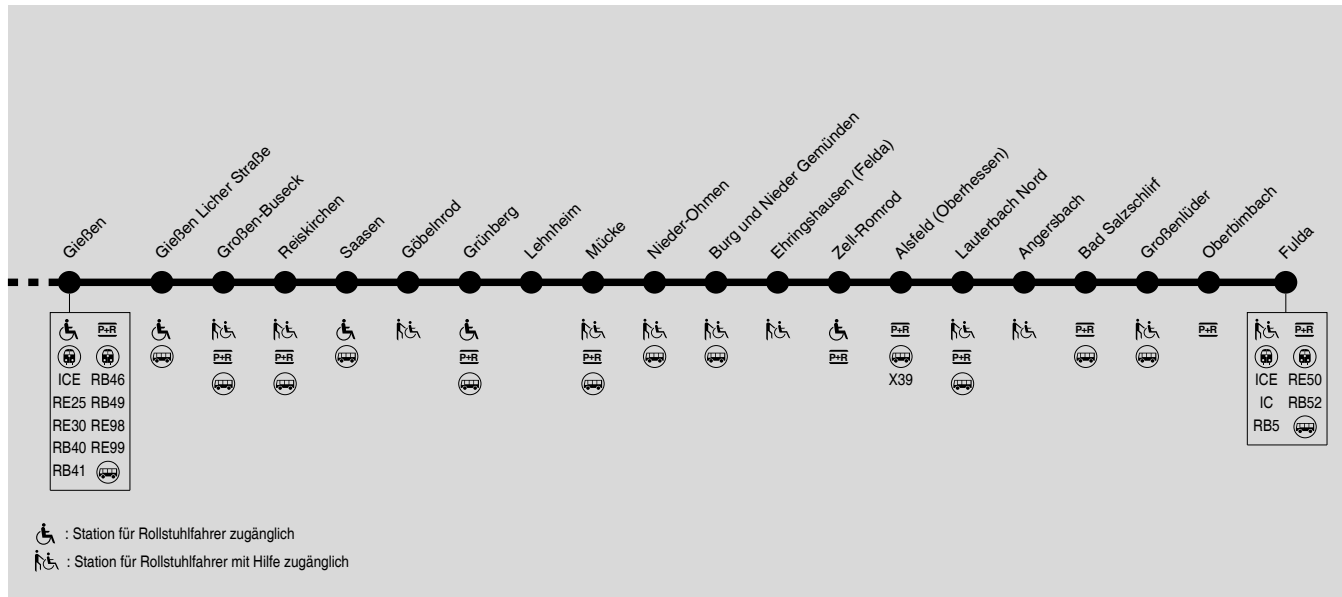 Gießen
Gießen Licher Straße
Großen-Buseck
Reiskirchen
Saasen
Göbelnrod
Grünberg
Lehnheim
Mücke
Nieder-Ohmen
Burg und Nieder Gemünden
Ehringshausen (Felda)
Zell-Romrod
Alsfeld (Oberhessen)
Lauterbach Nord
Angersbach
Bad Salzschlirf
Großenlüder
Oberbimbach
Fulda
P+R
ICE RB46
RE25 RB49
RE30 RE98
RB40 RE99
RB41
P+R
P+R
P+R
P+R
P+R
P+R
X39
P+R
P+R
P+R
P+R
ICE RE50
IC RB52
RB5
: Station für Rollstuhlfahrer zugänglich
: Station für Rollstuhlfahrer mit Hilfe zugänglich